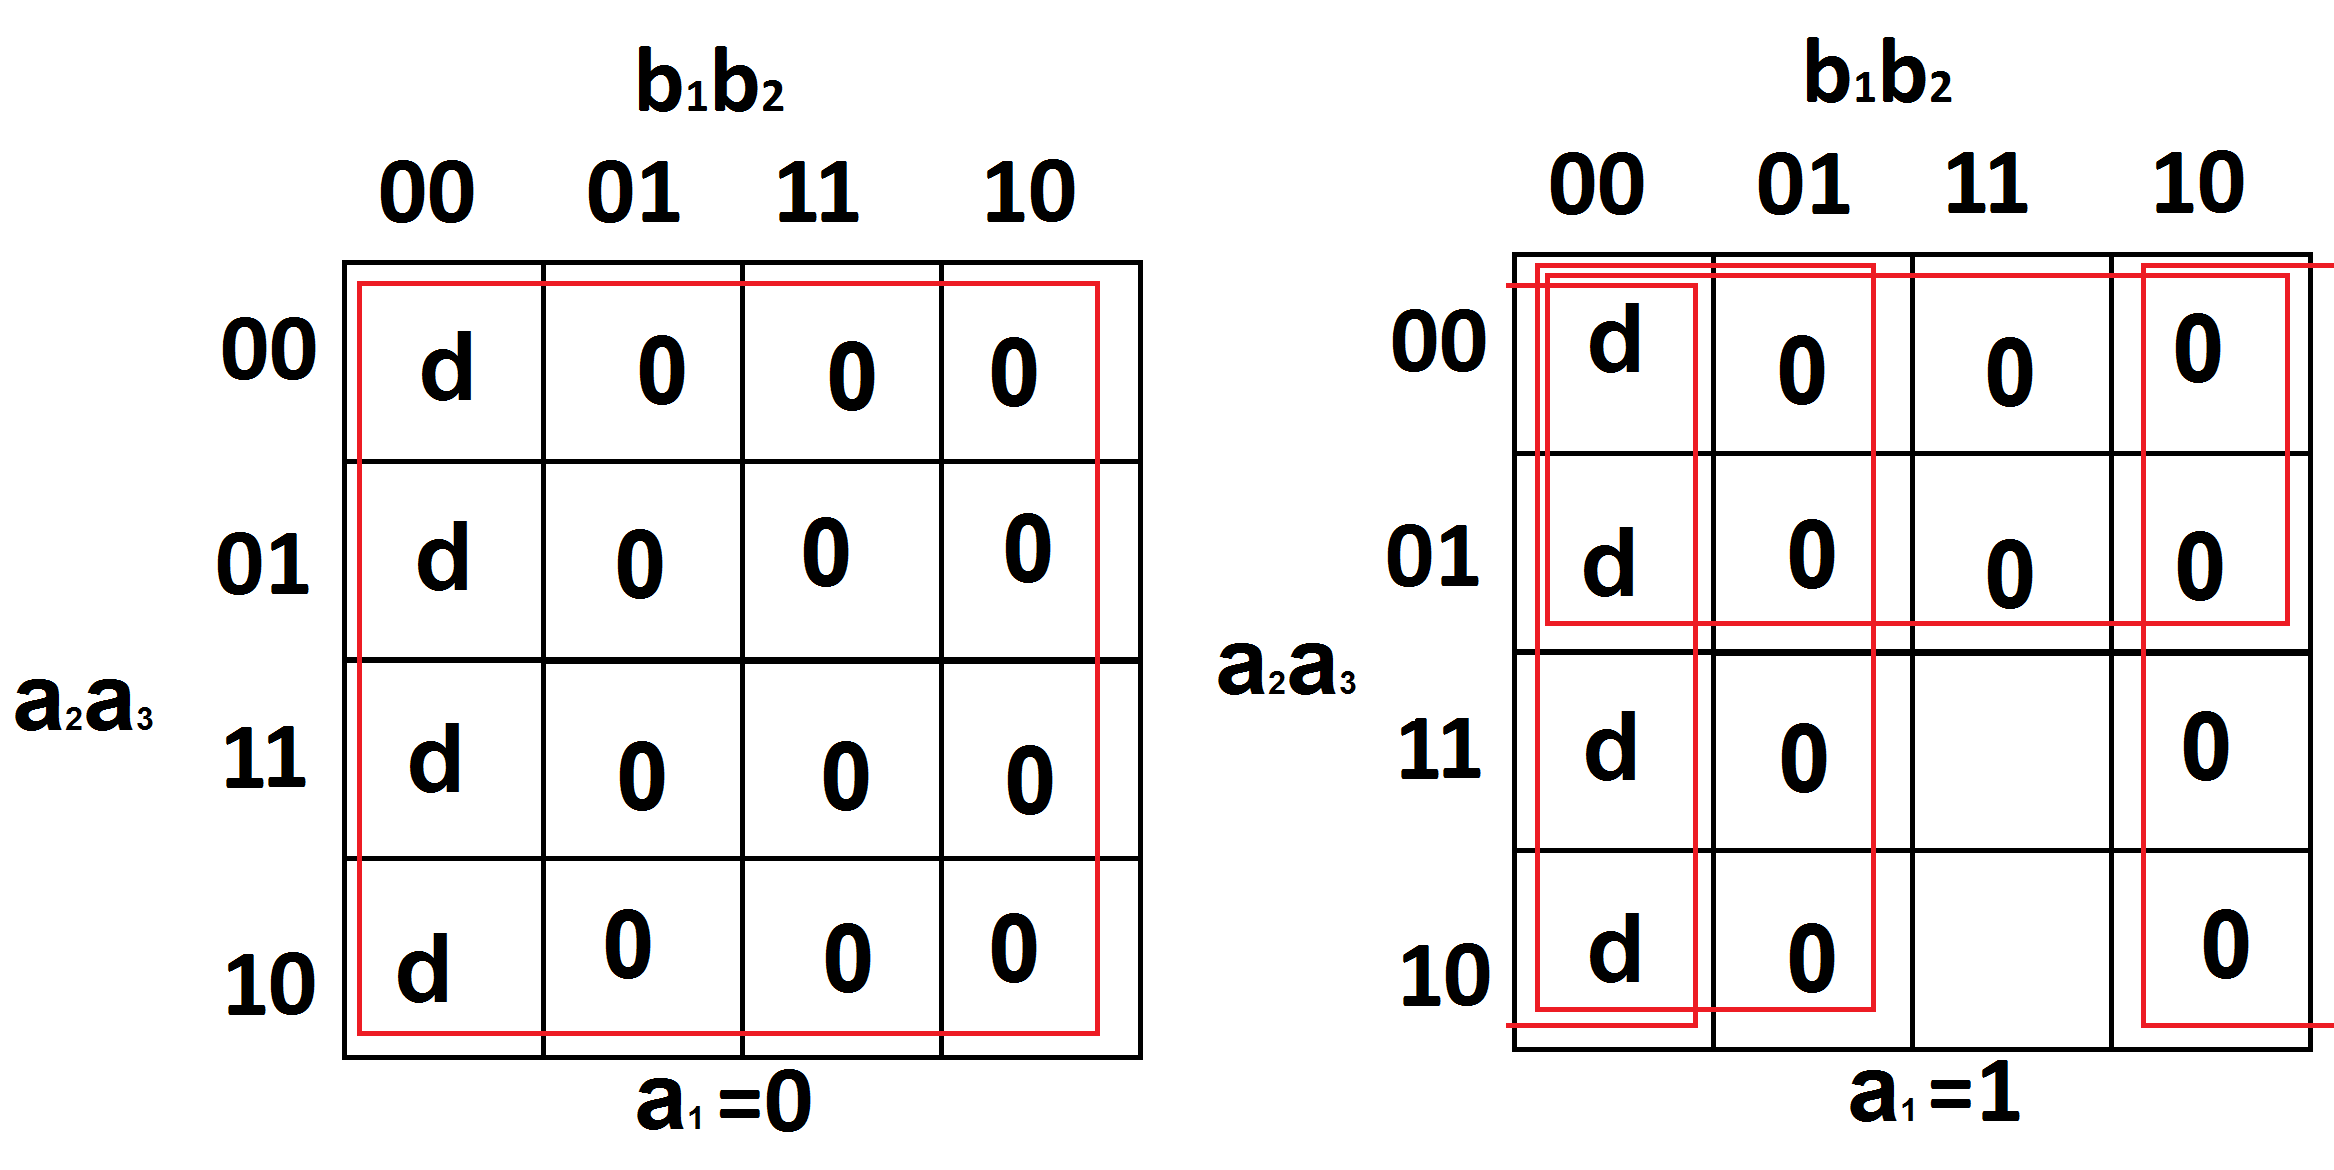 b₁b₂
00 01 11 10
00 d 0 0 0
01 d 0 0 0
a₂a₃
11 d 0 0 0
10 d 0 0 0
a₁ =0
b₁b₂
00 01 11 10
00 d 0 0 0
01 d 0 0 0
a₂a₃
11 d 0 0
10 d 0 0
a₁ =1